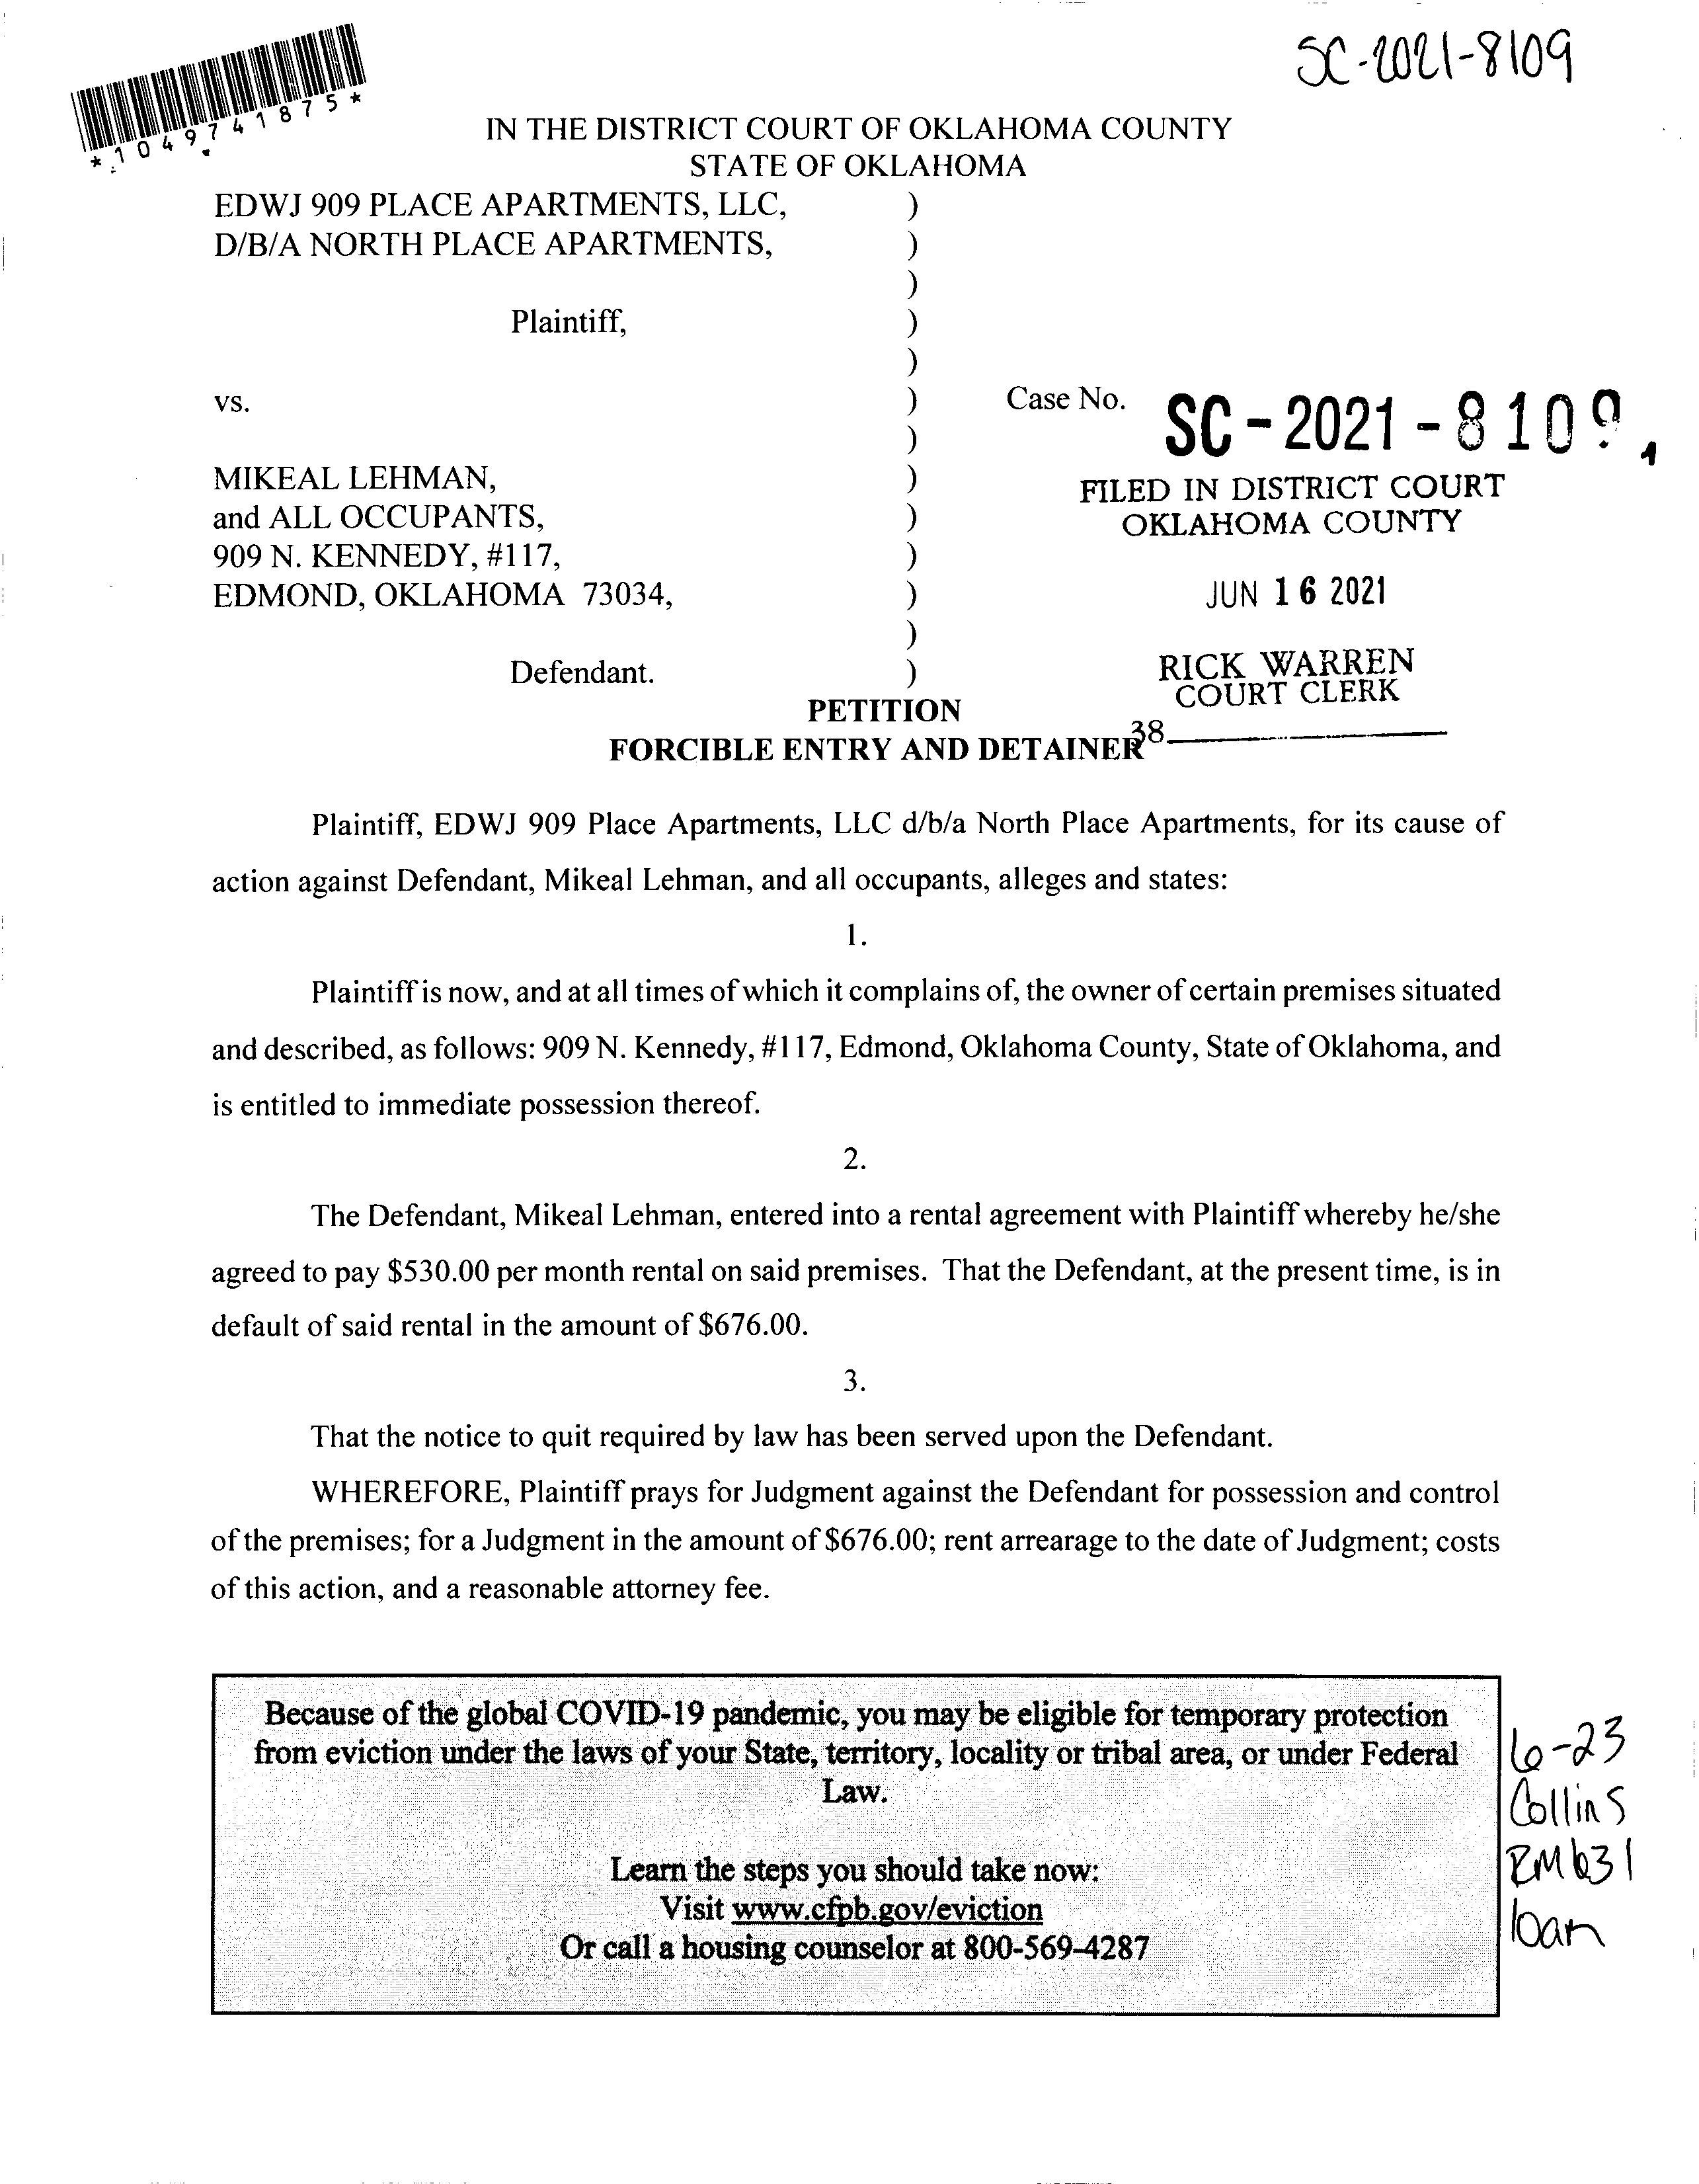 SC-2021-8109
*1049741875*
IN THE DISTRICT COURT OF OKLAHOMA COUNTY
STATE OF OKLAHOMA
EDWJ 909 PLACE APARTMENTS, LLC, )
D/B/A NORTH PLACE APARTMENTS, )
)
Plaintiff, )
)
vs. ) Case No. SC-2021-8109
)
MIKEAL LEHMAN, )
and ALL OCCUPANTS, )
909 N. KENNEDY, #117, )
EDMOND, OKLAHOMA 73034, )
)
Defendant. )
FILED IN DISTRICT COURT
OKLAHOMA COUNTY
JUN 16 2021
RICK WARREN
COURT CLERK
38
PETITION
FORCIBLE ENTRY AND DETAINER
Plaintiff, EDWJ 909 Place Apartments, LLC d/b/a North Place Apartments, for its cause of
action against Defendant, Mikeal Lehman, and all occupants, alleges and states:
1.
Plaintiff is now, and at all times of which it complains of, the owner of certain premises situated
and described, as follows: 909 N. Kennedy, #117, Edmond, Oklahoma County, State of Oklahoma, and
is entitled to immediate possession thereof.
2.
The Defendant, Mikeal Lehman, entered into a rental agreement with Plaintiff whereby he/she
agreed to pay $530.00 per month rental on said premises. That the Defendant, at the present time, is in
default of said rental in the amount of $676.00.
3.
That the notice to quit required by law has been served upon the Defendant.
WHEREFORE, Plaintiff prays for Judgment against the Defendant for possession and control
of the premises; for a Judgment in the amount of $676.00; rent arrearage to the date of Judgment; costs
of this action, and a reasonable attorney fee.
Because of the global COVID-19 pandemic, you may be eligible for temporary protection
from eviction under the laws of your State, territory, locality or tribal area, or under Federal
Law.
Learn the steps you should take now:
Visit www.cfpb.gov/eviction
Or call a housing counselor at 800-569-4287
6-23
Collins
RM631
10am